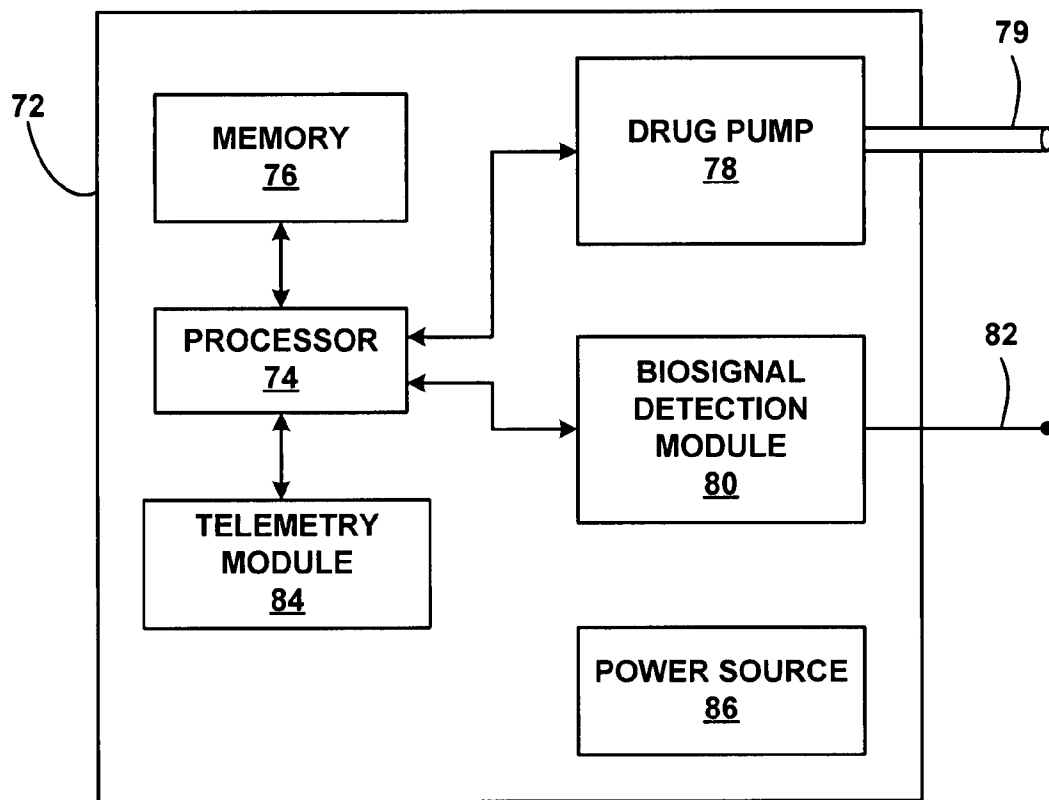 79
72
MEMORY
76
DRUG PUMP
78
PROCESSOR
74
82
BIOSIGNAL
DETECTION
MODULE
80
TELEMETRY
MODULE
84
POWER SOURCE
86